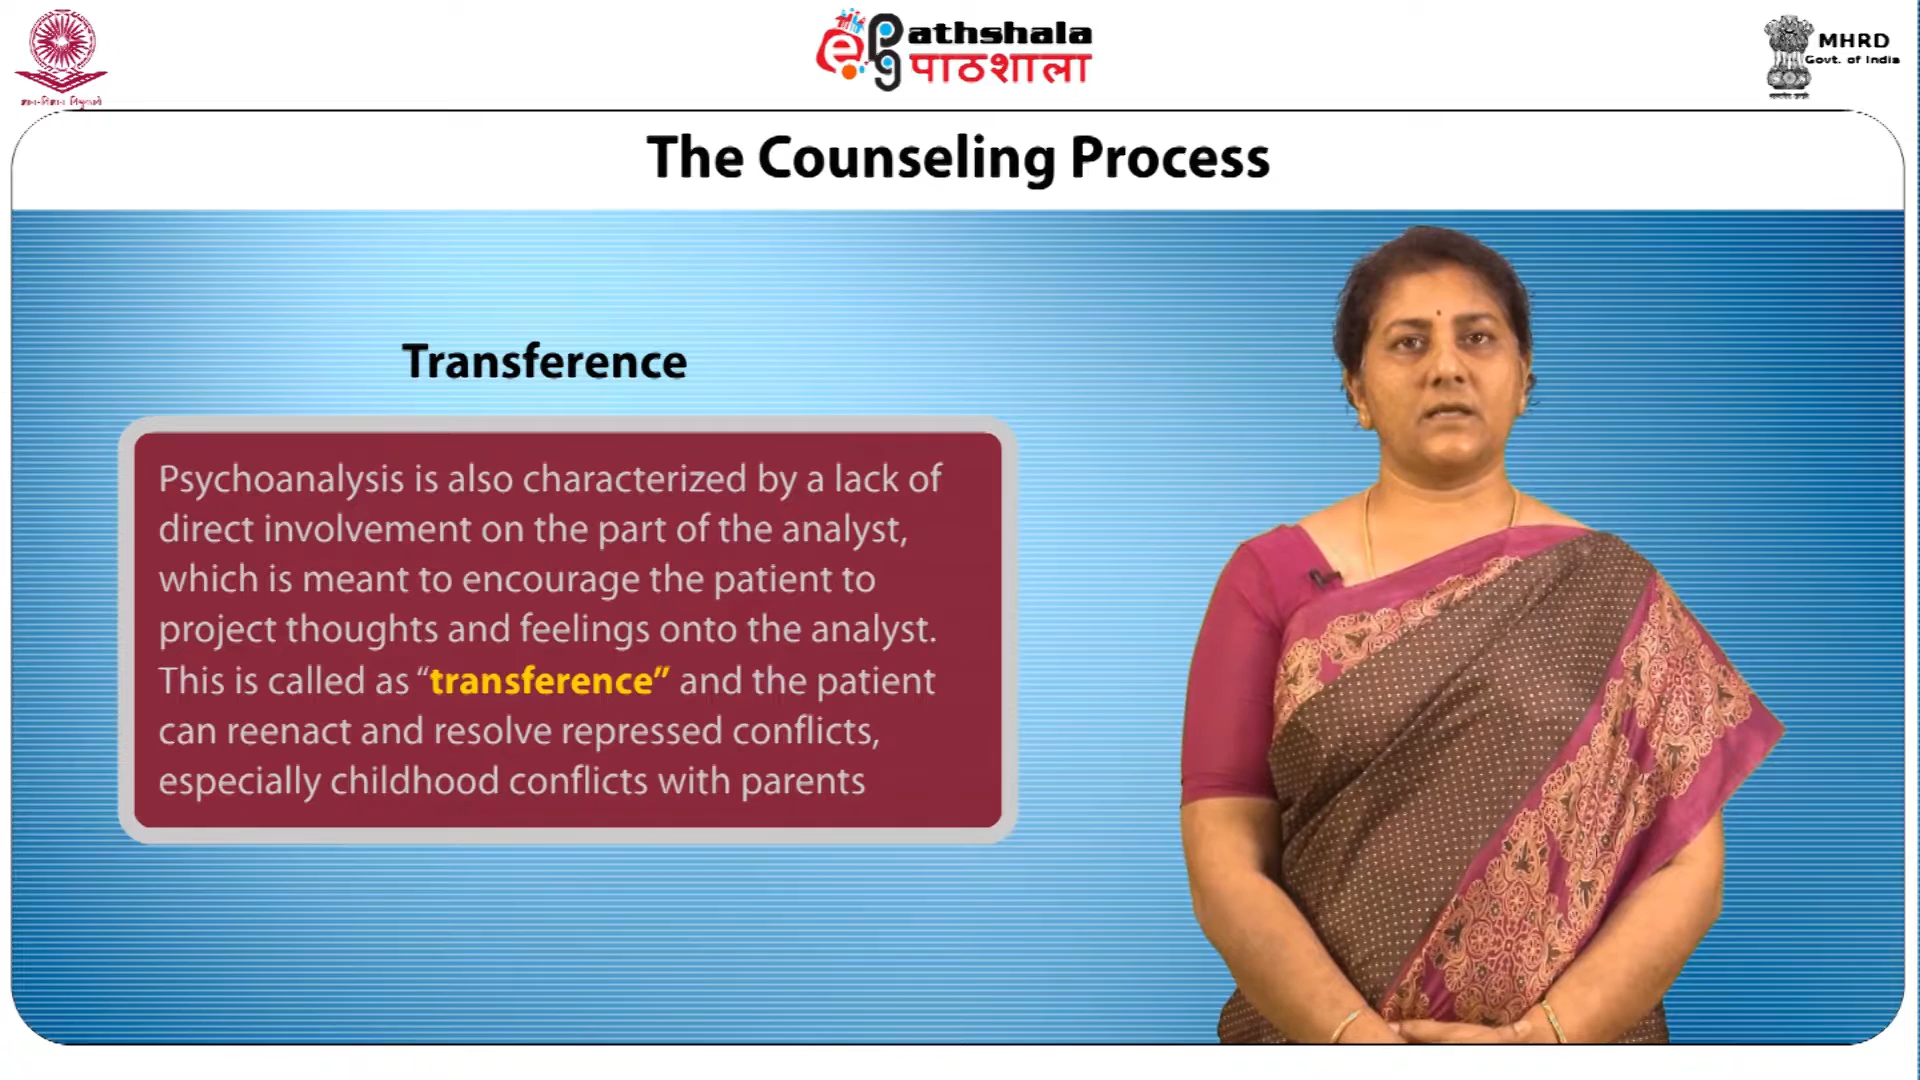 ePG Pathshala
पाठशाला
MHRD
Govt. of India
The Counseling Process
Transference
Psychoanalysis is also characterized by a lack of
direct involvement on the part of the analyst,
which is meant to encourage the patient to
project thoughts and feelings onto the analyst.
This is called as “transference” and the patient
can reenact and resolve repressed conflicts,
especially childhood conflicts with parents